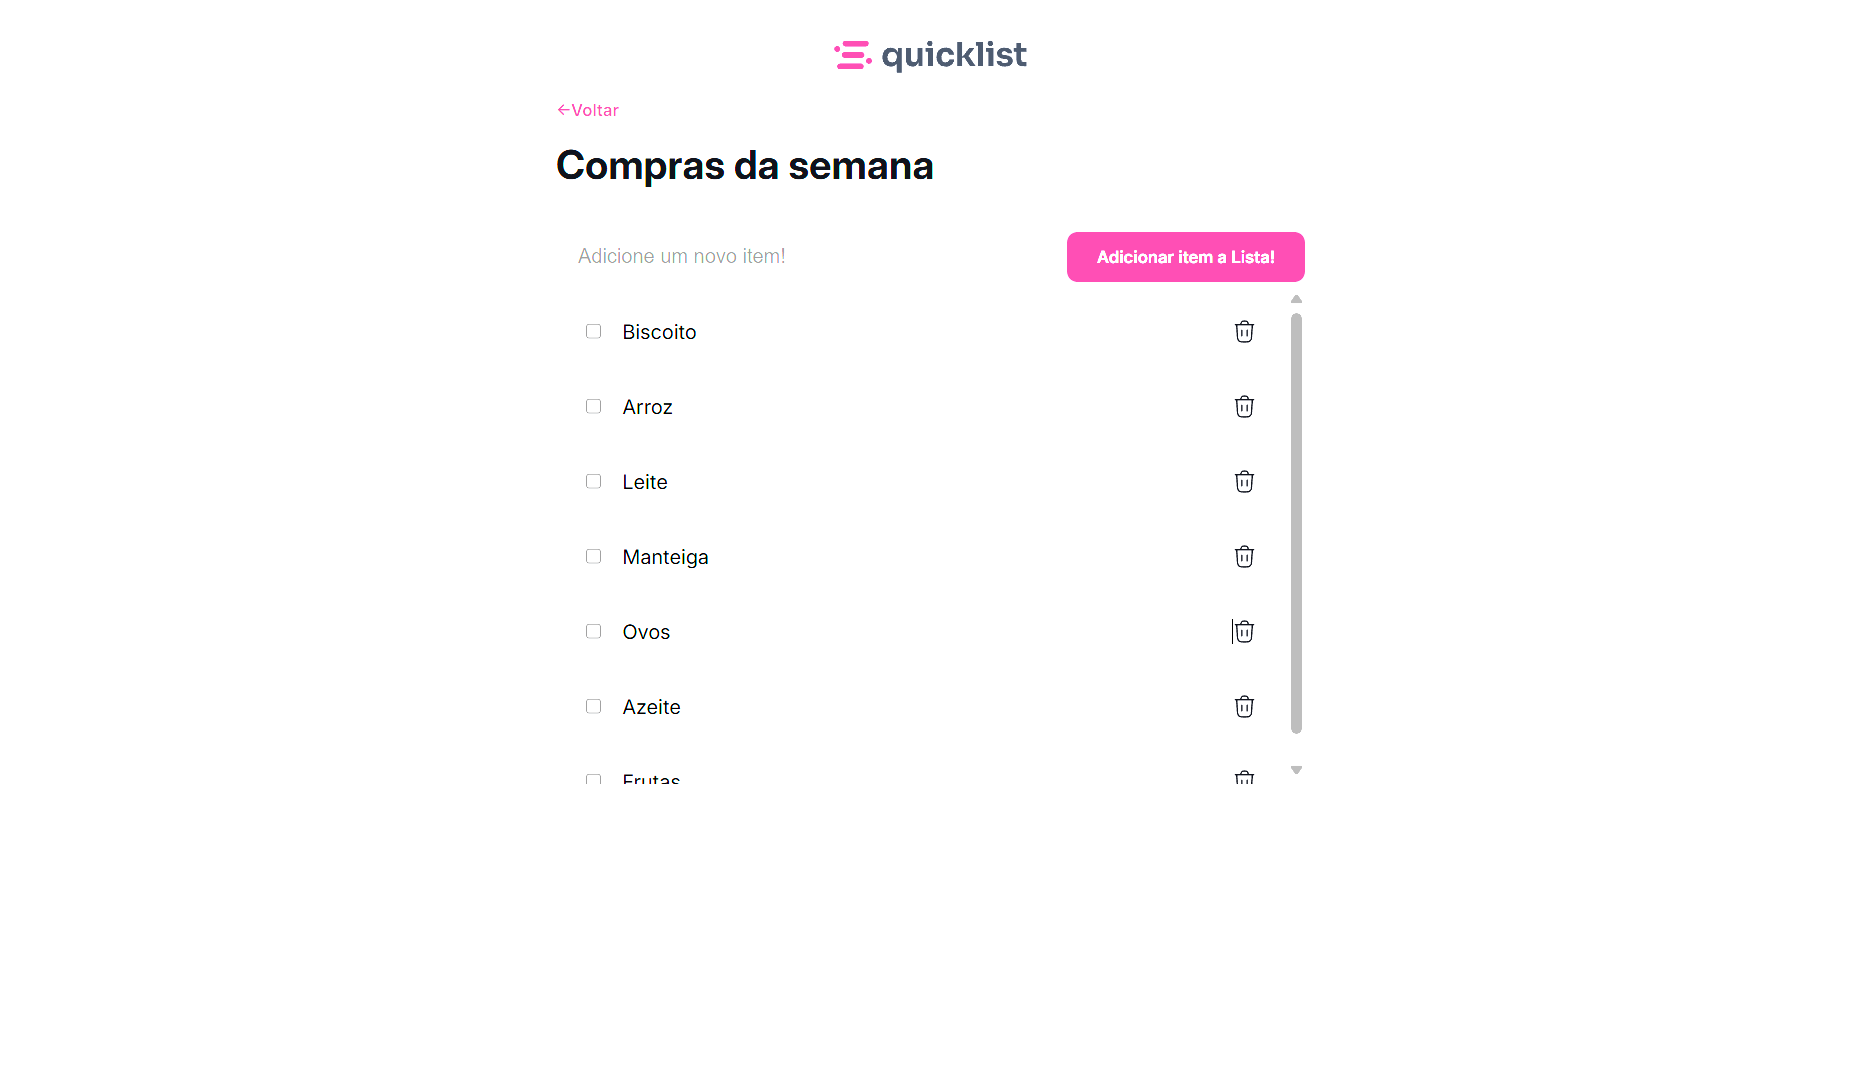 quicklist
←Voltar
Compras da semana
Adicione um novo item!
Adicionar item a Lista!
Biscoito
Arroz
Leite
Manteiga
Ovos
Azeite
Frutas